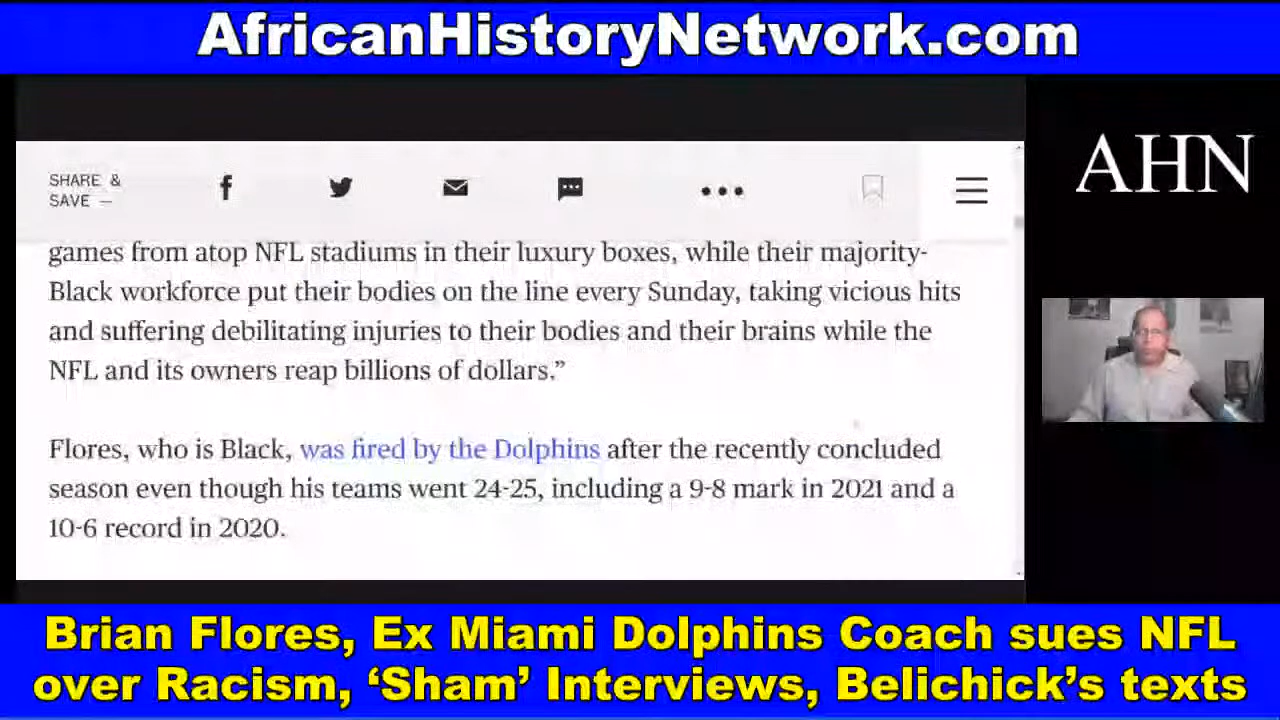 AfricanHistoryNetwork.com
AHN
SHARE &
SAVE —
games from atop NFL stadiums in their luxury boxes, while their majority-
Black workforce put their bodies on the line every Sunday, taking vicious hits
and suffering debilitating injuries to their bodies and their brains while the
NFL and its owners reap billions of dollars.”
Flores, who is Black, was fired by the Dolphins after the recently concluded
season even though his teams went 24-25, including a 9-8 mark in 2021 and a
10-6 record in 2020.
Brian Flores, Ex Miami Dolphins Coach sues NFL
over Racism, ‘Sham’ Interviews, Belichick’s texts